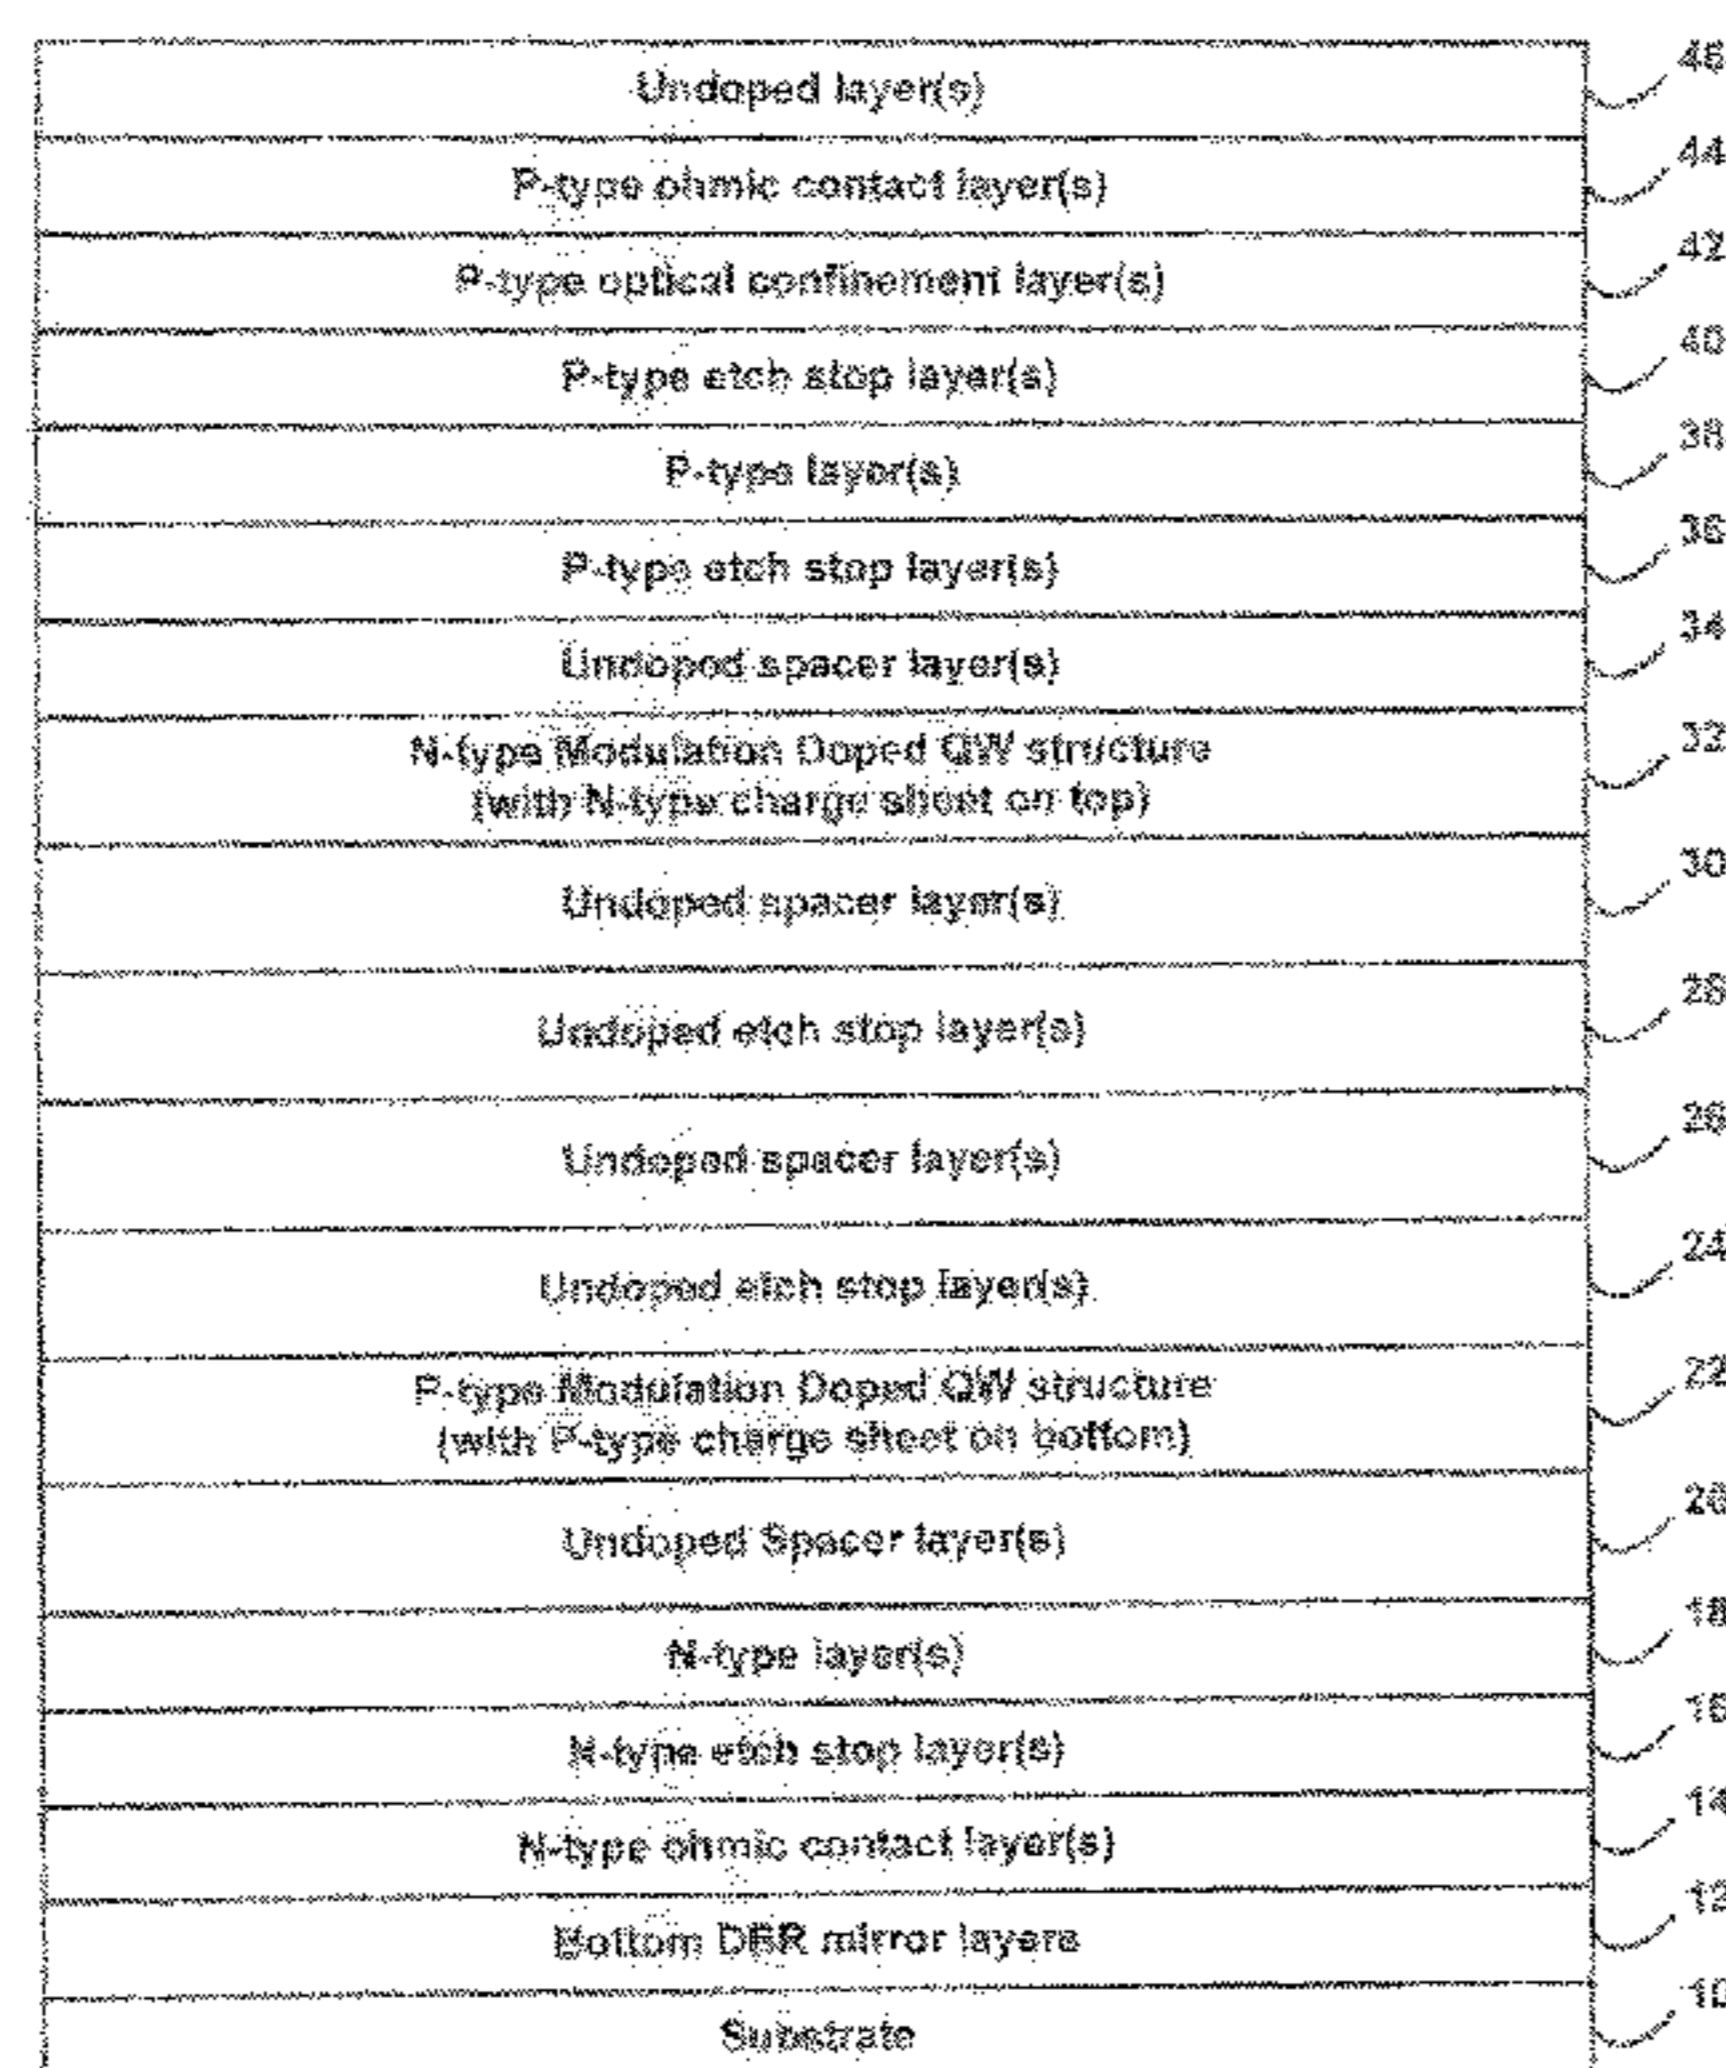 Undoped layer(s)
46
P-type ohmic contact layer(s)
44
P-type optical confinement layer(s)
42
P-type etch stop layer(s)
40
P-type layer(s)
38
P-type etch stop layer(s)
36
Undoped spacer layer(s)
34
N-type Modulation Doped QW structure
(with N-type charge sheet on top)
32
Undoped spacer layer(s)
30
Undoped etch stop layer(s)
28
Undoped spacer layer(s)
26
Undoped etch stop layer(s)
24
P-type Modulation Doped QW structure
(with P-type charge sheet on bottom)
22
Undoped Spacer layer(s)
20
N-type layer(s)
18
N-type etch stop layer(s)
16
N-type ohmic contact layer(s)
14
Bottom DBR mirror layers
12
Substrate
10